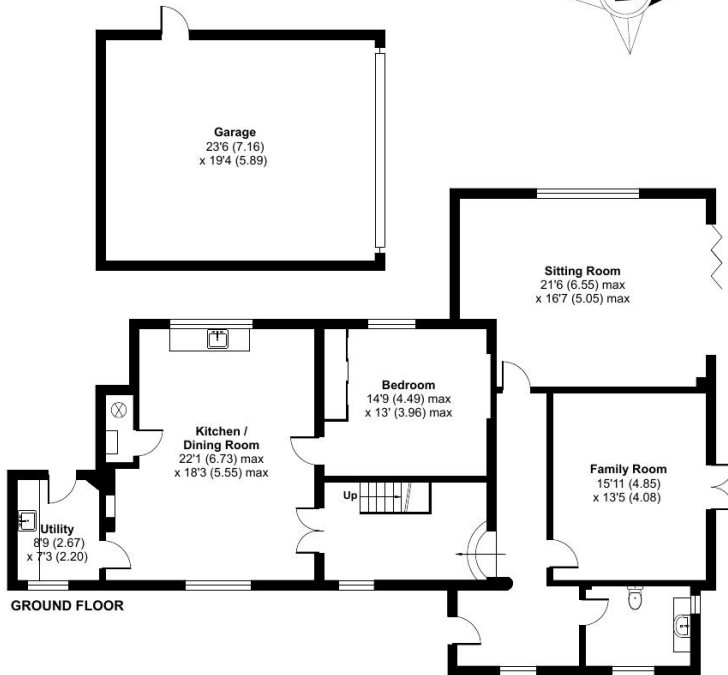 Garage
23'6 (7.16)
x 19'4 (5.89)
Sitting Room
21'6 (6.55) max
x 16'7 (5.05) max
Bedroom
14'9 (4.49) max
x 13' (3.96) max
Kitchen /
Dining Room
22'1 (6.73) max
x 18'3 (5.55) max
Family Room
15'11 (4.85)
x 13'5 (4.08)
Up
Utility
8'9 (2.67)
x 7'3 (2.20)
GROUND FLOOR